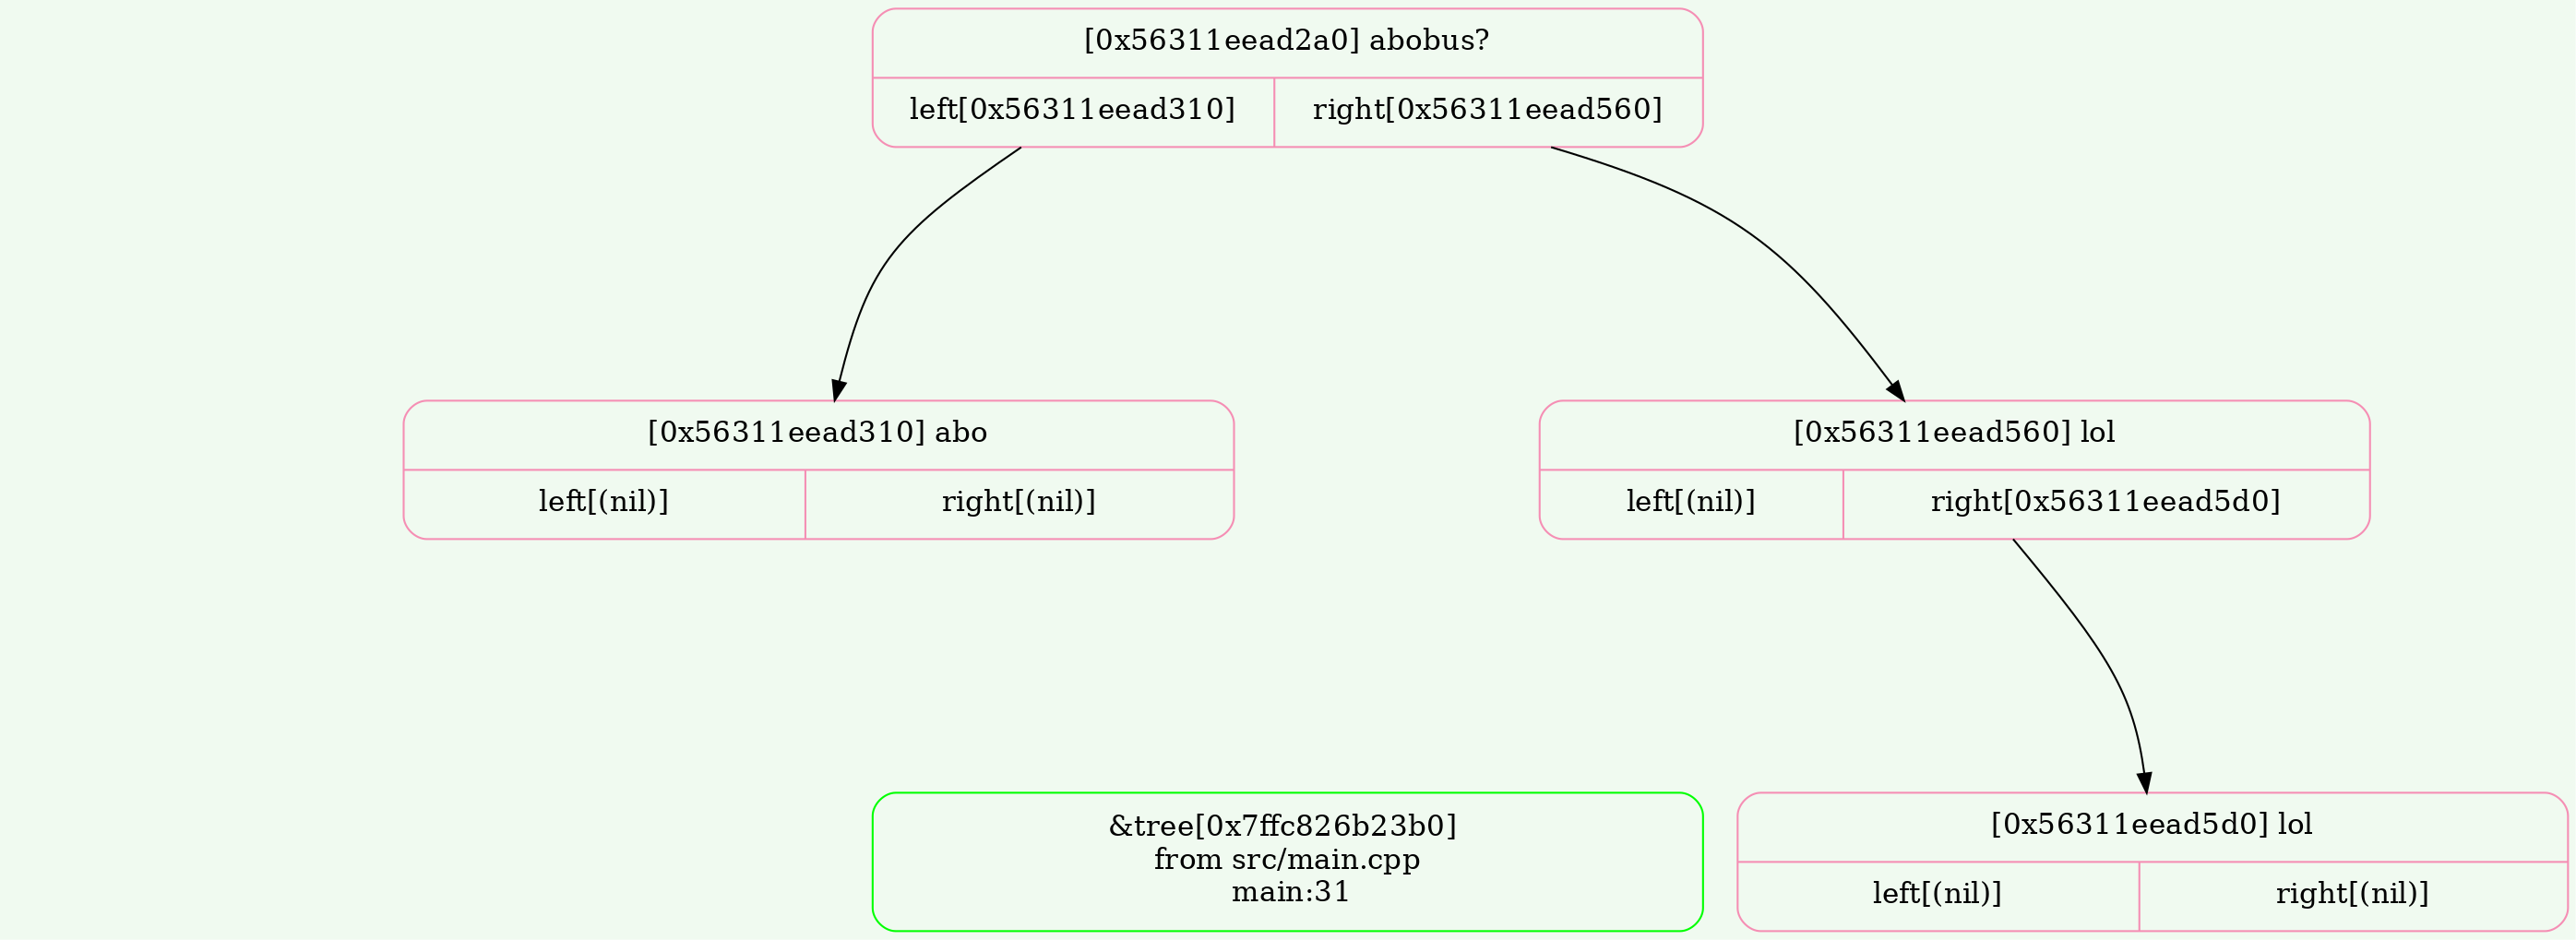 [0x56311eead2a0] abobus?
left[0x56311eead310]
right[0x56311eead560]
[0x56311eead310] abo
left[(nil)]
right[(nil)]
[0x56311eead560] lol
left[(nil)]
right[0x56311eead5d0]
&tree[0x7ffc826b23b0]
from src/main.cpp
main:31
[0x56311eead5d0] lol
left[(nil)]
right[(nil)]